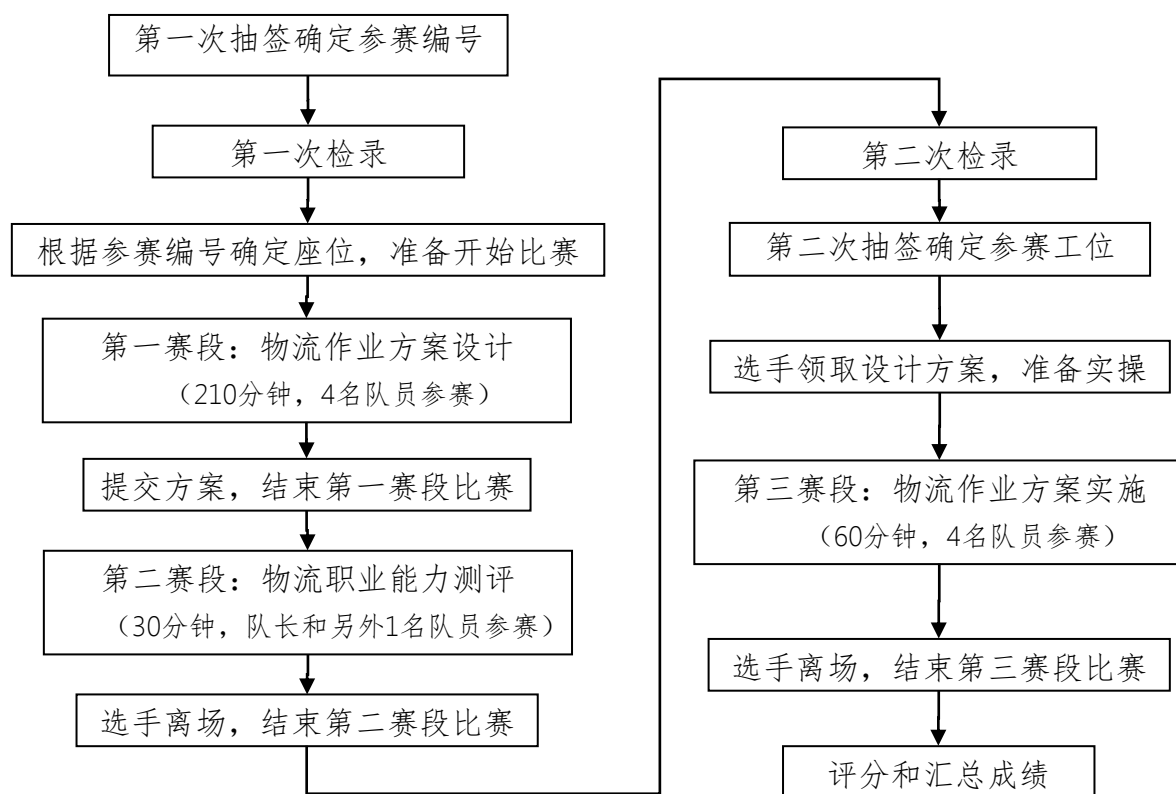 第一次抽签确定参赛编号
第一次检录
根据参赛编号确定座位，准备开始比赛
第一赛段：物流作业方案设计
（210分钟，4名队员参赛）
提交方案，结束第一赛段比赛
第二赛段：物流职业能力测评
（30分钟，队长和另外1名队员参赛）
选手离场，结束第二赛段比赛
第二次检录
第二次抽签确定参赛工位
选手领取设计方案，准备实操
第三赛段：物流作业方案实施
（60分钟，4名队员参赛）
选手离场，结束第三赛段比赛
评分和汇总成绩